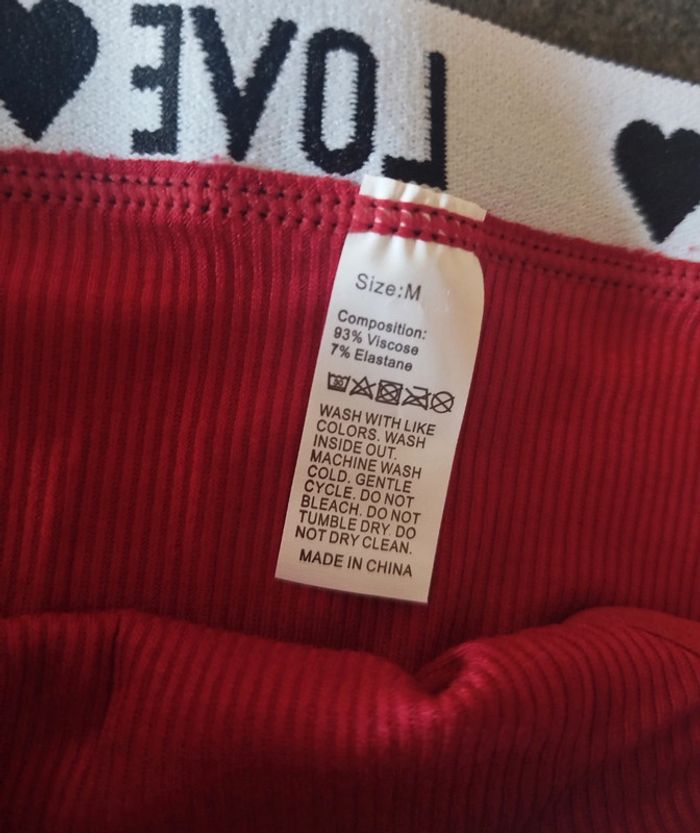 LOVE
Size:M
Composition:
93% Viscose
7% Elastane
30
WASH WITH LIKE
COLORS. WASH
INSIDE OUT.
MACHINE WASH
COLD. GENTLE
CYCLE. DO NOT
BLEACH. DO NOT
TUMBLE DRY. DO
NOT DRY CLEAN.
MADE IN CHINA